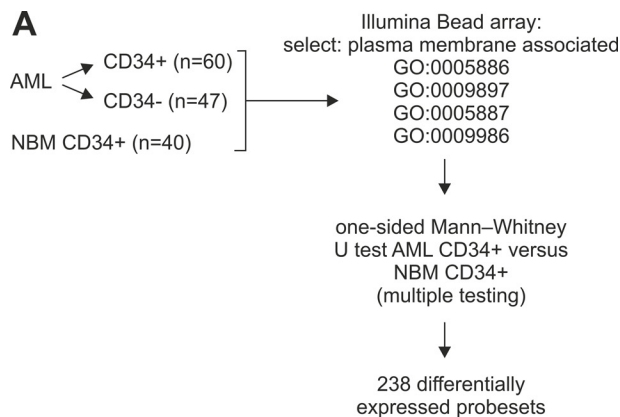 A
AML
CD34+ (n=60)
CD34- (n=47)
NBM CD34+ (n=40)
Illumina Bead array:
select: plasma membrane associated
GO:0005886
GO:0009897
GO:0005887
GO:0009986
one-sided Mann–Whitney
U test AML CD34+ versus
NBM CD34+
(multiple testing)
238 differentially
expressed probesets